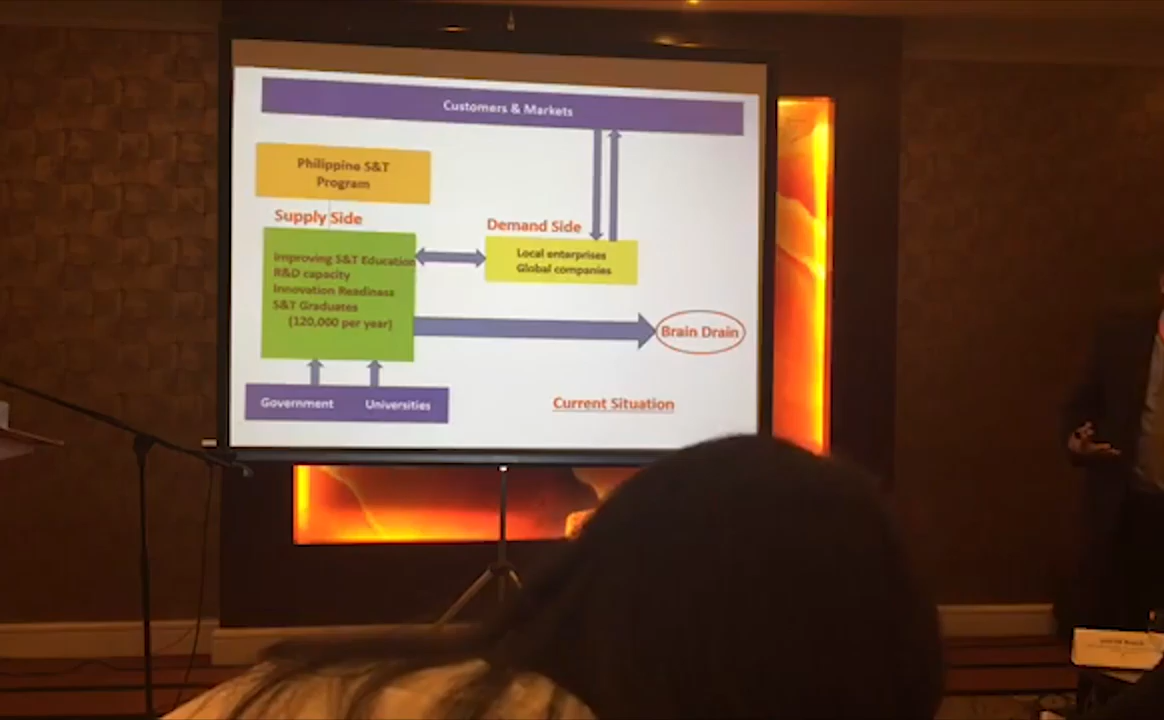 Customers & Markets
Philippine S&T
Program
Supply Side
Demand Side
Improving S&T Education
R&D capacity
Innovation Readiness
S&T Graduates
(120,000 per year)
Local enterprises
Global companies
Brain Drain
Government
Universities
Current Situation